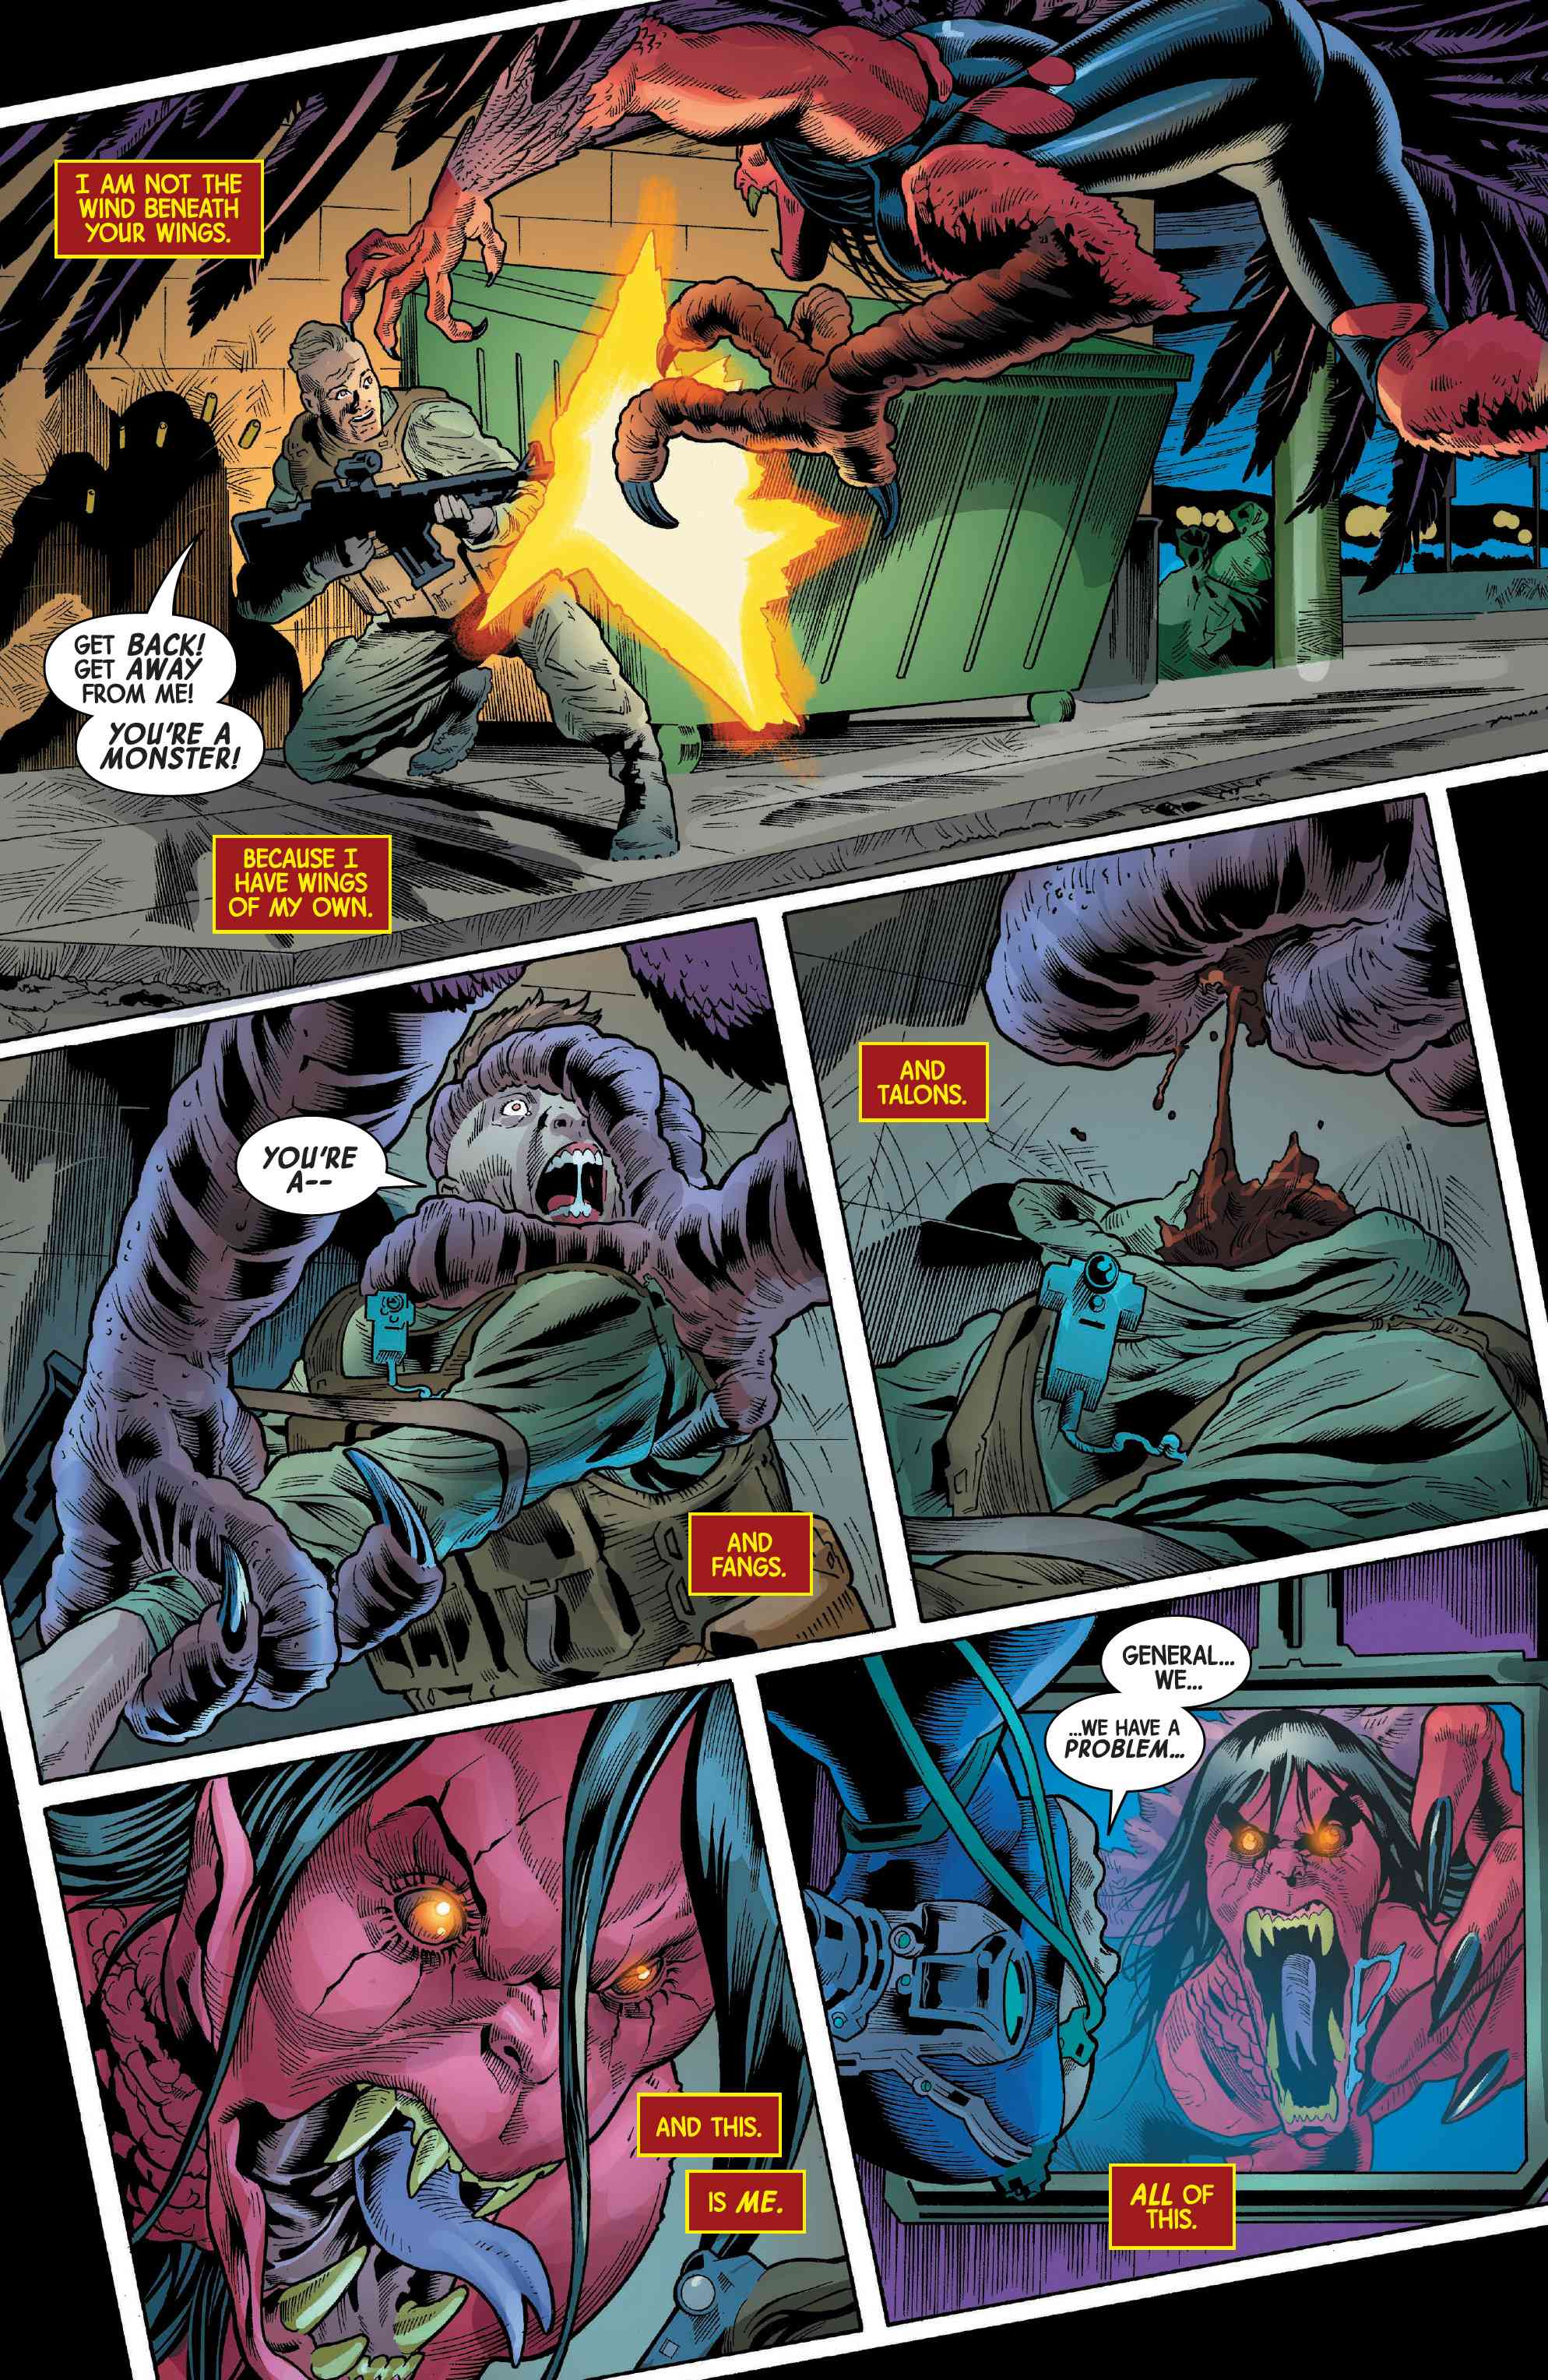 I AM NOT THE
WIND BENEATH
YOUR WINGS.
GET BACK!
GET AWAY
FROM ME!
YOU'RE A
MONSTER!
BECAUSE I
HAVE WINGS
OF MY OWN.
YOU'RE
A--
AND
FANGS.
AND
TALONS.
AND THIS.
IS ME.
GENERAL...
WE...
...WE HAVE A
PROBLEM...
ALL OF
THIS.